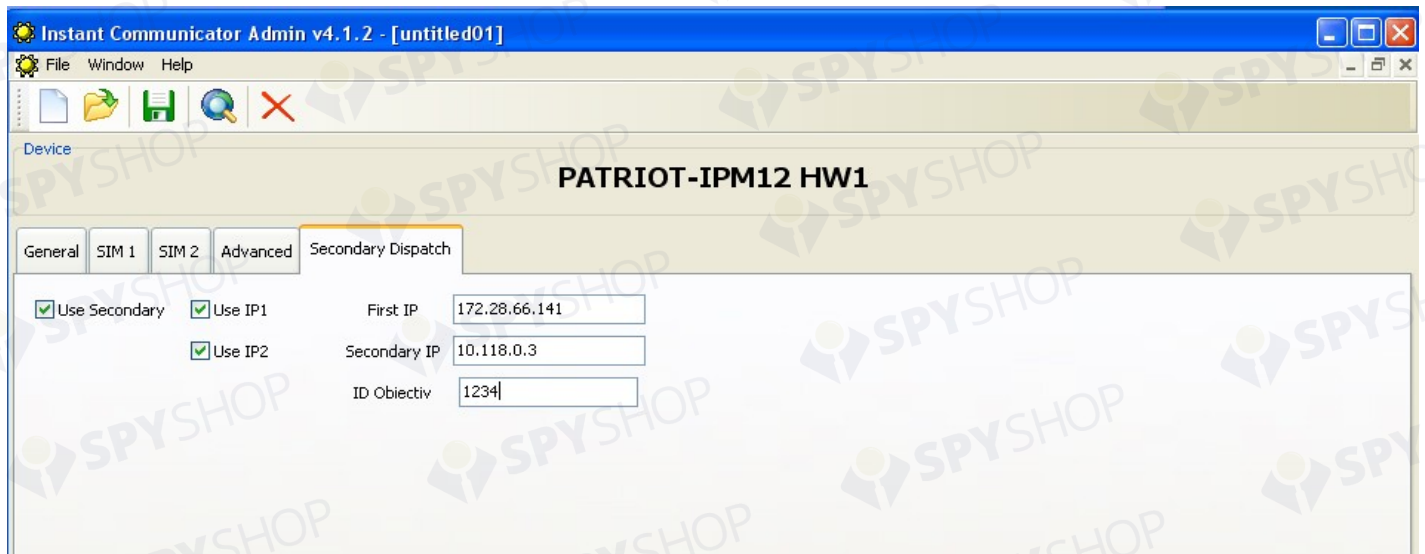 Instant Communicator Admin v4.1.2 - [untitled01]
File Window Help
Device
PATRIOT-IPM12 HW1
General SIM 1 SIM 2 Advanced Secondary Dispatch
Use Secondary Use IP1 First IP 172.28.66.141
Use IP2 Secondary IP 10.118.0.3
ID Obiectiv 1234
SPYSHOP